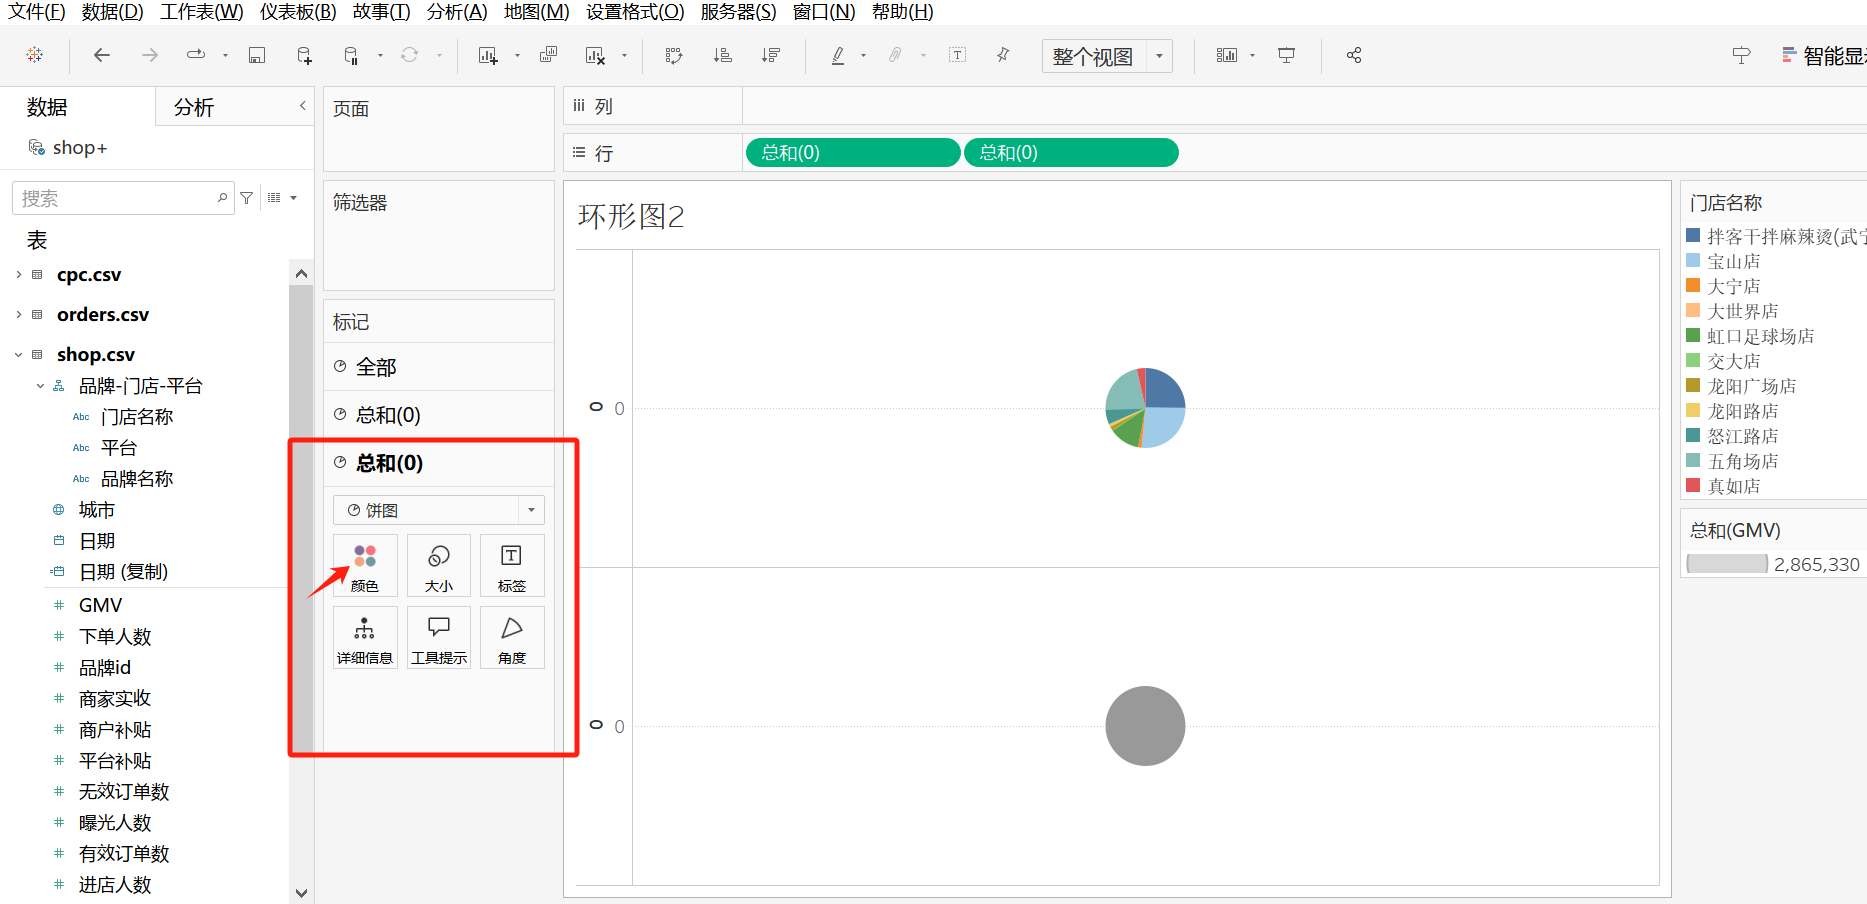 文件(F) 数据(D) 工作表(W) 仪表板(B) 故事(T) 分析(A) 地图(M) 设置格式(O) 服务器(S) 窗口(N) 帮助(H)
整个视图
智能显
数据
分析
shop+
搜索
表
cpc.csv
orders.csv
shop.csv
品牌-门店-平台
Abc 门店名称
Abc 平台
Abc 品牌名称
城市
日期
日期 (复制)
GMV
下单人数
品牌id
商家实收
商户补贴
平台补贴
无效订单数
曝光人数
有效订单数
进店人数
页面
筛选器
标记
全部
总和(0)
总和(0)
饼图
颜色 大小 标签
详细信息 工具提示 角度
列
行 总和(0) 总和(0)
环形图2
0 0
0 0
门店名称
拌客干拌麻辣烫(武宁
宝山店
大宁店
大世界店
虹口足球场店
交大店
龙阳广场店
龙阳路店
怒江路店
五角场店
真如店
总和(GMV)
2,865,330